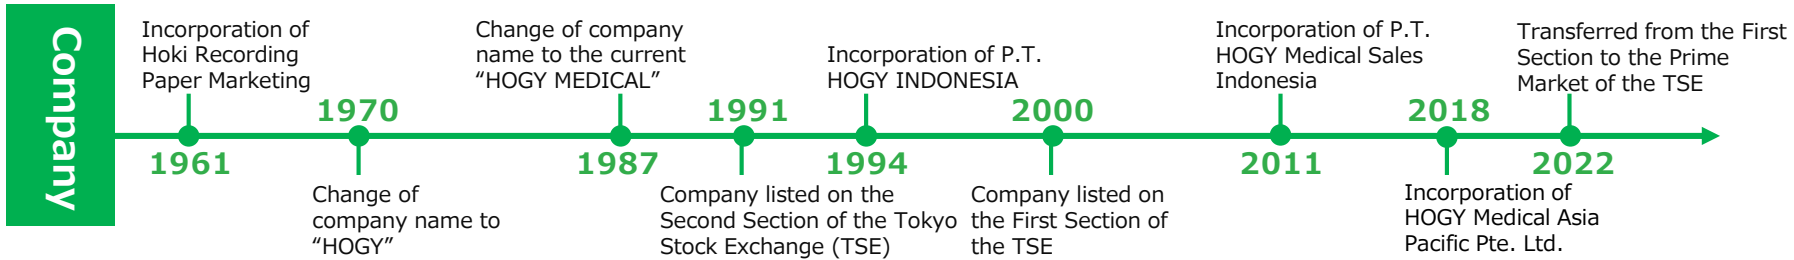 Company
Incorporation of
Hoki Recording
Paper Marketing
1961
1970
Change of
company name to
“HOGY”
Change of company
name to the current
“HOGY MEDICAL”
1987
1991
Company listed on the
Second Section of the Tokyo
Stock Exchange (TSE)
Incorporation of P.T.
HOGY INDONESIA
1994
2000
Company listed on
the First Section of
the TSE
Incorporation of P.T.
HOGY Medical Sales
Indonesia
2011
2018
Incorporation of
HOGY Medical Asia
Pacific Pte. Ltd.
Transferred from the First
Section to the Prime
Market of the TSE
2022